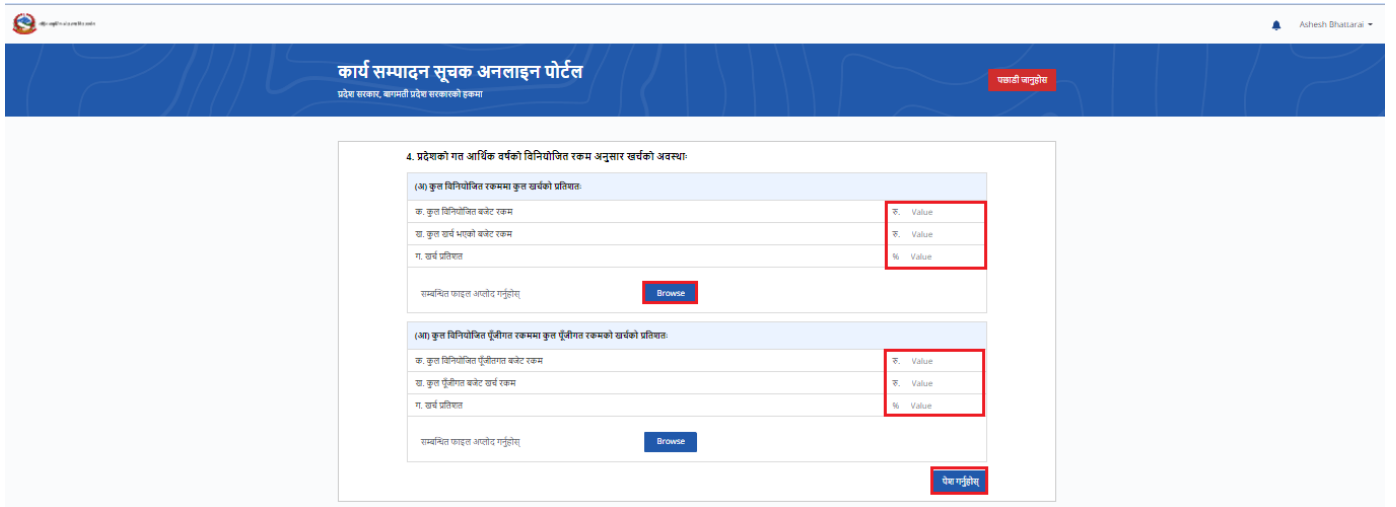 Ashesh Bhattarai
कार्य सम्पादन सूचक अनलाइन पोर्टल
प्रदेश सरकार, बागमती प्रदेश सरकारको हकमा
पछाडी जानुहोस
4. प्रदेशको गत आर्थिक वर्षको विनियोजित रकम अनुसार खर्चको अवस्थाः
(अ) कुल विनियोजित रकममा कुल खर्चको प्रतिशतः
क. कुल विनियोजित बजेट रकम रु. Value
ख. कुल खर्च भएको बजेट रकम रु. Value
ग. खर्च प्रतिशत % Value
सम्बन्धित फाइल अप्लोद गर्नुहोस् Browse
(आ) कुल विनियोजित पूँजीगत रकममा कुल पूँजीगत रकमको खर्चको प्रतिशतः
क. कुल विनियोजित पूँजीतगत बजेट रकम रु. Value
ख. कुल पूँजीगत बजेट खर्च रकम रु. Value
ग. खर्च प्रतिशत % Value
सम्बन्धित फाइल अप्लोद गर्नुहोस् Browse
पेश गर्नुहोस्